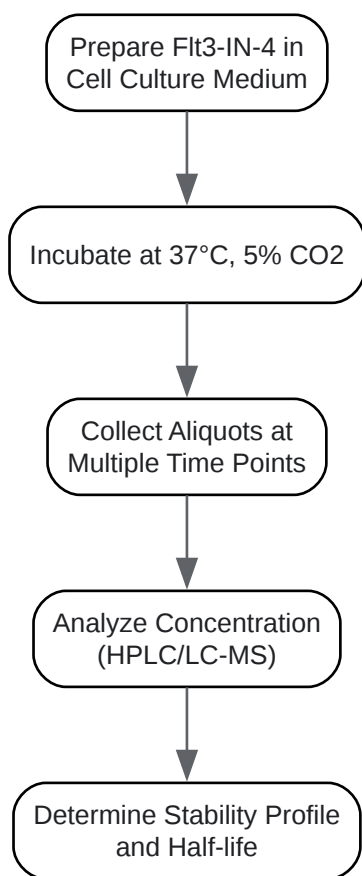 Prepare Flt3-IN-4 in
Cell Culture Medium
Incubate at 37°C, 5% CO2
Collect Aliquots at
Multiple Time Points
Analyze Concentration
(HPLC/LC-MS)
Determine Stability Profile
and Half-life